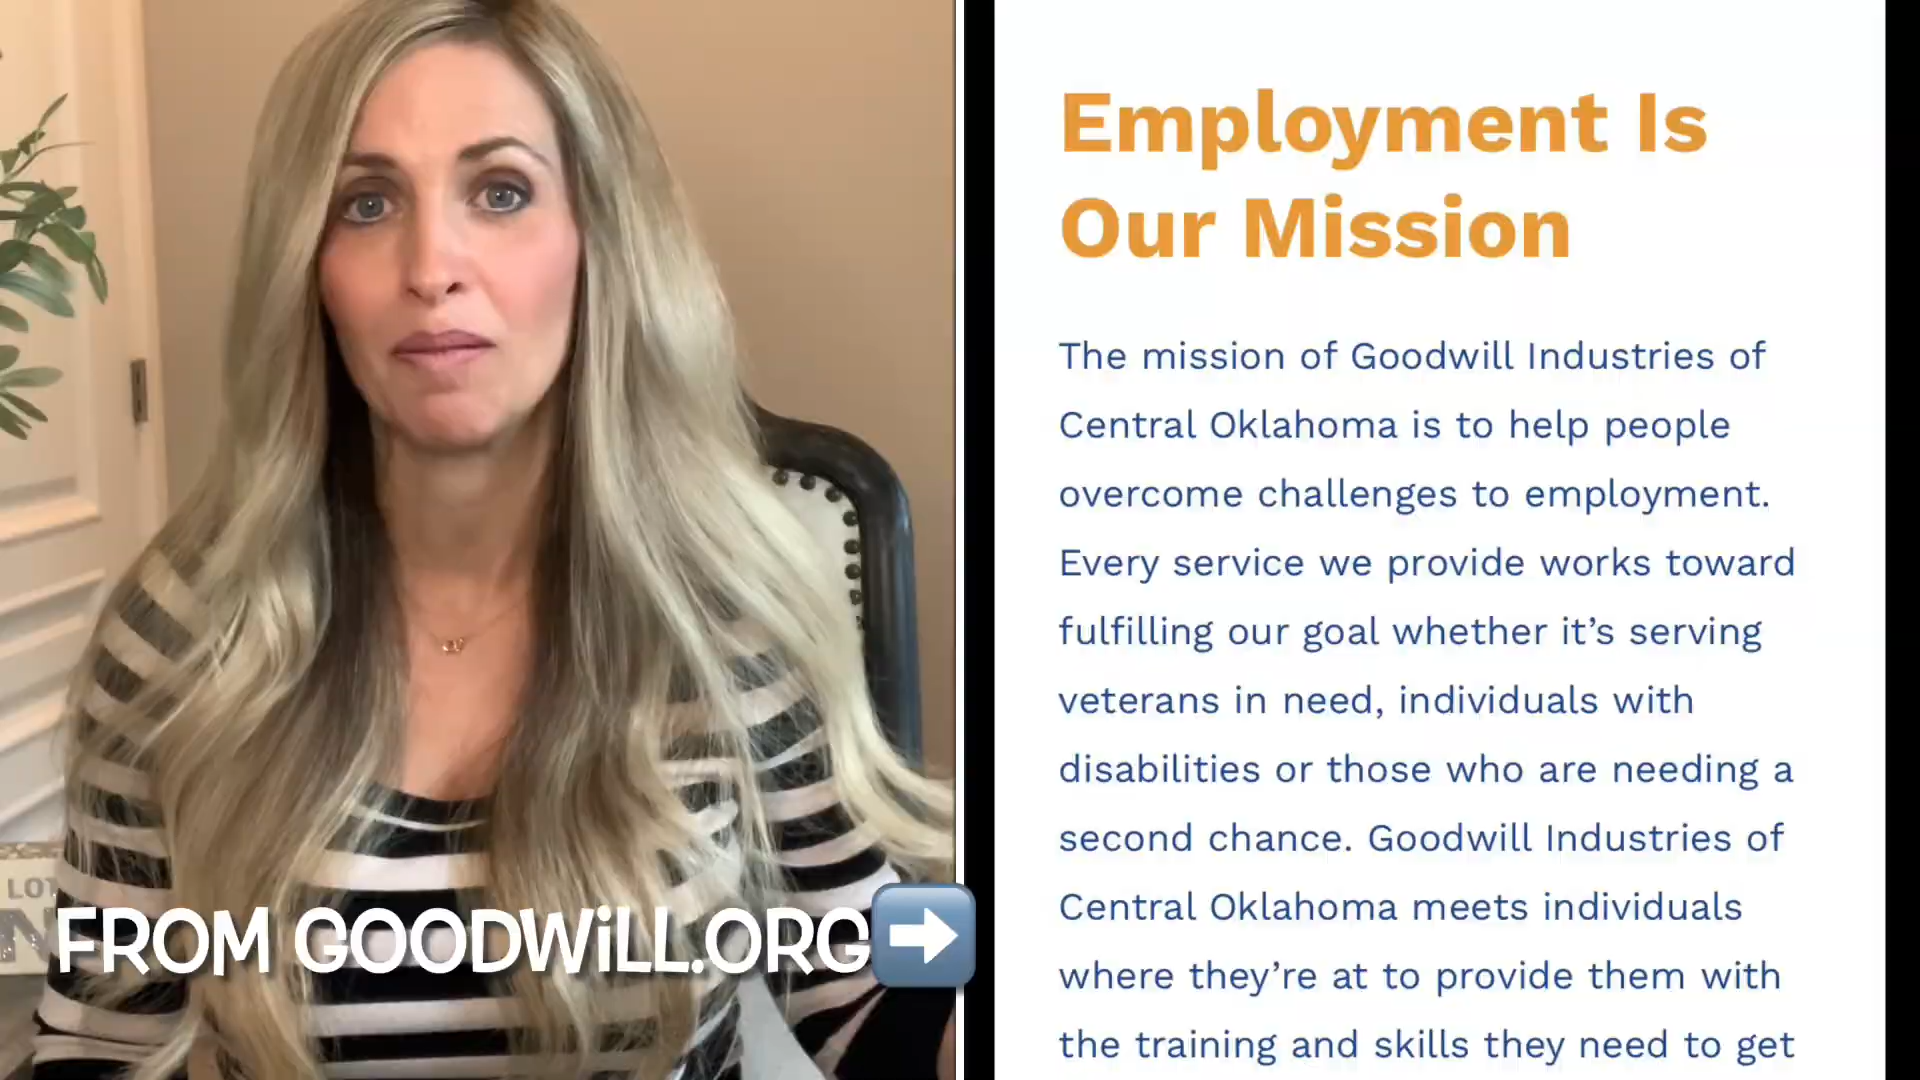 Employment Is
Our Mission
The mission of Goodwill Industries of
Central Oklahoma is to help people
overcome challenges to employment.
Every service we provide works toward
fulfilling our goal whether it’s serving
veterans in need, individuals with
disabilities or those who are needing a
second chance. Goodwill Industries of
Central Oklahoma meets individuals
where they’re at to provide them with
the training and skills they need to get
LOT
FROM GOODWiLL.ORG